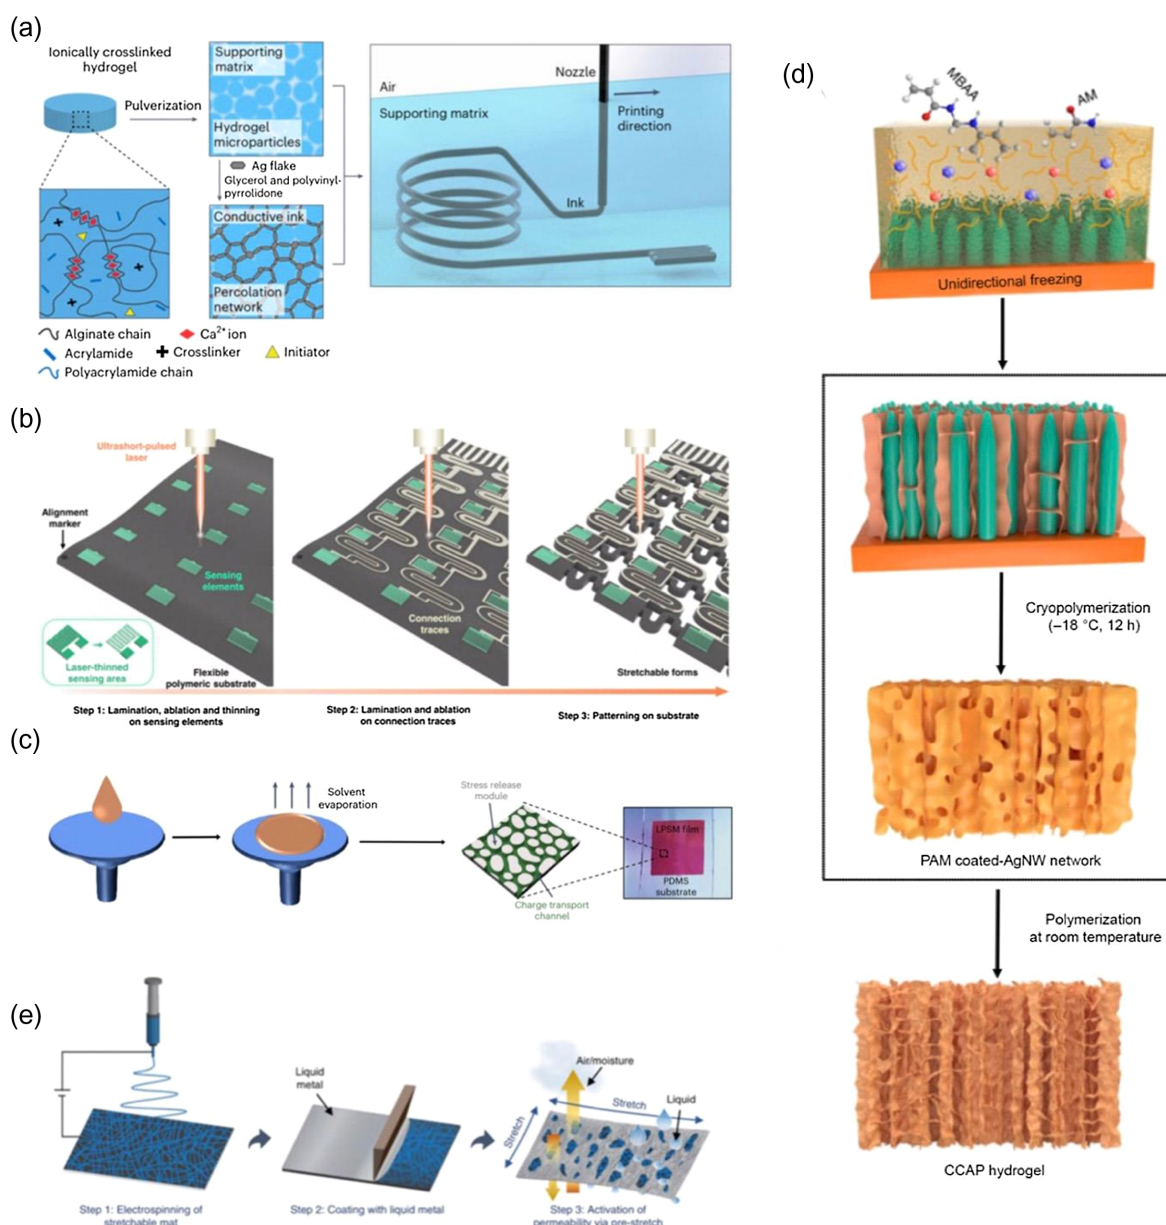 (a)
Ionically crosslinked
hydrogel
Pulverization
Supporting
matrix
Hydrogel
microparticles
Ag flake
Glycerol and polyvinyl-
pyrrolidone
Conductive ink
Percolation
network
Air
Supporting matrix
Nozzle
Printing
direction
Ink
Alginate chain
Ca2+ ion
Acrylamide
Crosslinker
Initiator
Polyacrylamide chain
(b)
Ultrashort-pulsed
laser
Alignment
marker
Sensing
elements
Laser-thinned
sensing area
Flexible
polymeric substrate
Connection
traces
Stretchable forms
Step 1: Lamination, ablation and thinning
on sensing elements
Step 2: Lamination and ablation
on connection traces
Step 3: Patterning on substrate
(c)
Solvent
evaporation
Stress release
module
Charge transport
channel
LPSM film
PDMS
substrate
(d)
MBAA
AM
Unidirectional freezing
Cryopolymerization
(–18 °C, 12 h)
PAM coated-AgNW network
Polymerization
at room temperature
CCAP hydrogel
(e)
Step 1: Electrospinning of
stretchable mat
Liquid
metal
Step 2: Coating with liquid metal
Air/moisture
Stretch
Stretch
Liquid
Step 3: Activation of
permeability via pre-stretch